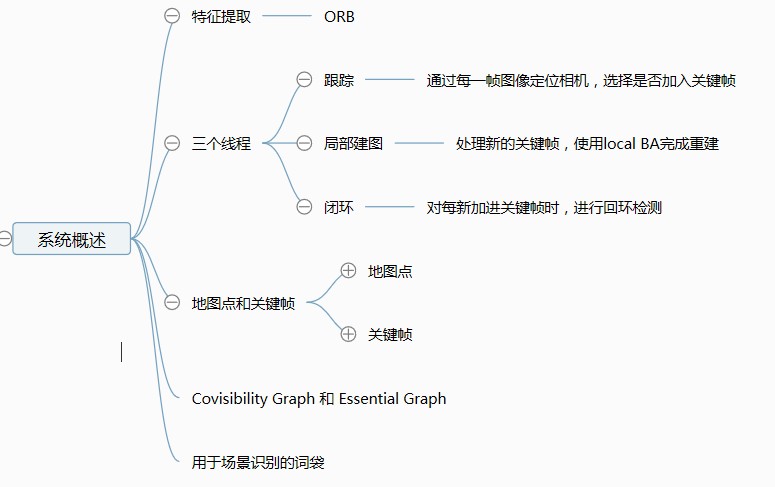 特征提取
ORB
跟踪
通过每一帧图像定位相机，选择是否加入关键帧
三个线程
局部建图
处理新的关键帧，使用local BA完成重建
闭环
对每新加进关键帧时，进行回环检测
系统概述
地图点和关键帧
地图点
关键帧
Covisibility Graph 和 Essential Graph
用于场景识别的词袋